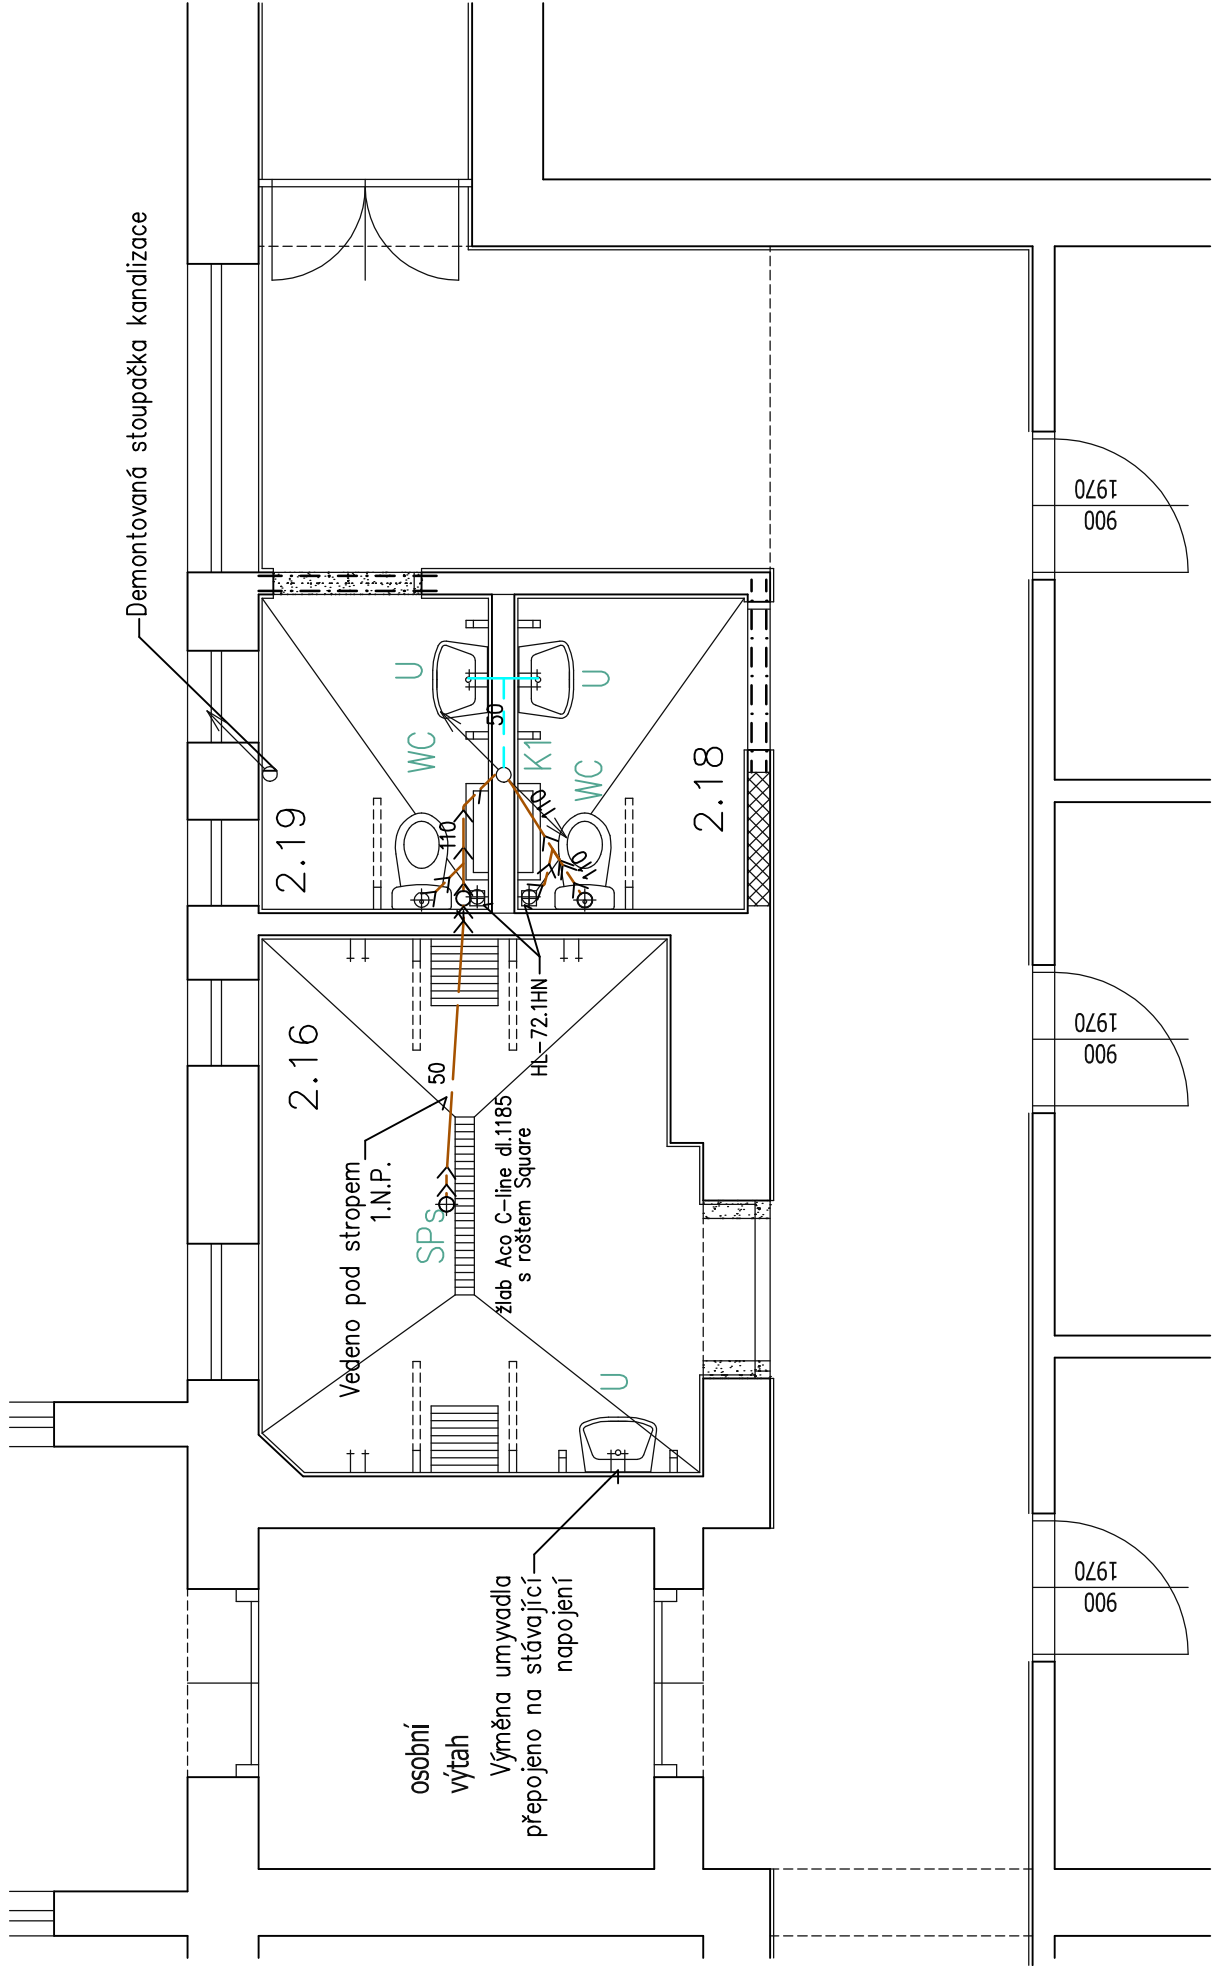 Demontovaná stoupačka kanalizace
2.19
2.18
2.16
U
U
WC
WC
K1
50
110
110
110
HL-72.1HN
50
Vedeno pod stropem
1.N.P.
SPs
žlab Aco C-line dl.1185
s roštem Square
U
Výměna umyvadla
přepojeno na stávající
napojení
osobní
výtah
900
1970
900
1970
900
1970